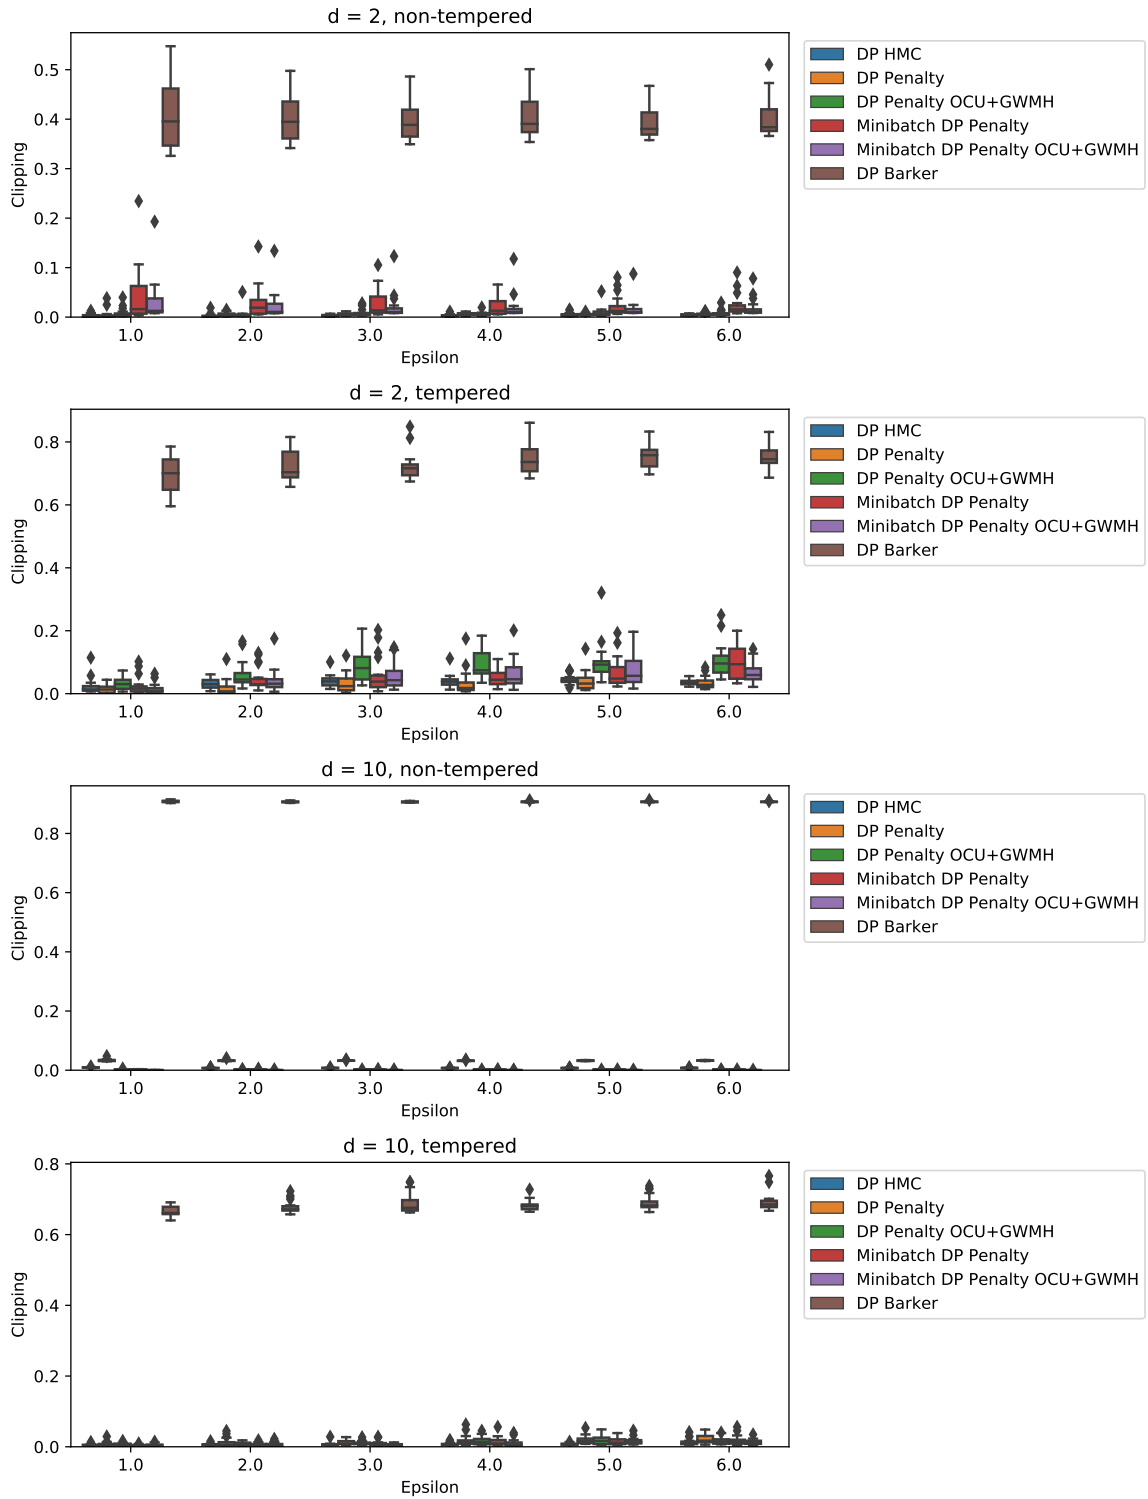 d = 2, non-tempered
Clipping
0.5
0.4
0.3
0.2
0.1
0.0
1.0 2.0 3.0 4.0 5.0 6.0
Epsilon
DP HMC
DP Penalty
DP Penalty OCU+GWMH
Minibatch DP Penalty
Minibatch DP Penalty OCU+GWMH
DP Barker
d = 2, tempered
Clipping
0.8
0.6
0.4
0.2
0.0
1.0 2.0 3.0 4.0 5.0 6.0
Epsilon
DP HMC
DP Penalty
DP Penalty OCU+GWMH
Minibatch DP Penalty
Minibatch DP Penalty OCU+GWMH
DP Barker
d = 10, non-tempered
Clipping
0.8
0.6
0.4
0.2
0.0
1.0 2.0 3.0 4.0 5.0 6.0
Epsilon
DP HMC
DP Penalty
DP Penalty OCU+GWMH
Minibatch DP Penalty
Minibatch DP Penalty OCU+GWMH
DP Barker
d = 10, tempered
Clipping
0.8
0.6
0.4
0.2
0.0
1.0 2.0 3.0 4.0 5.0 6.0
Epsilon
DP HMC
DP Penalty
DP Penalty OCU+GWMH
Minibatch DP Penalty
Minibatch DP Penalty OCU+GWMH
DP Barker